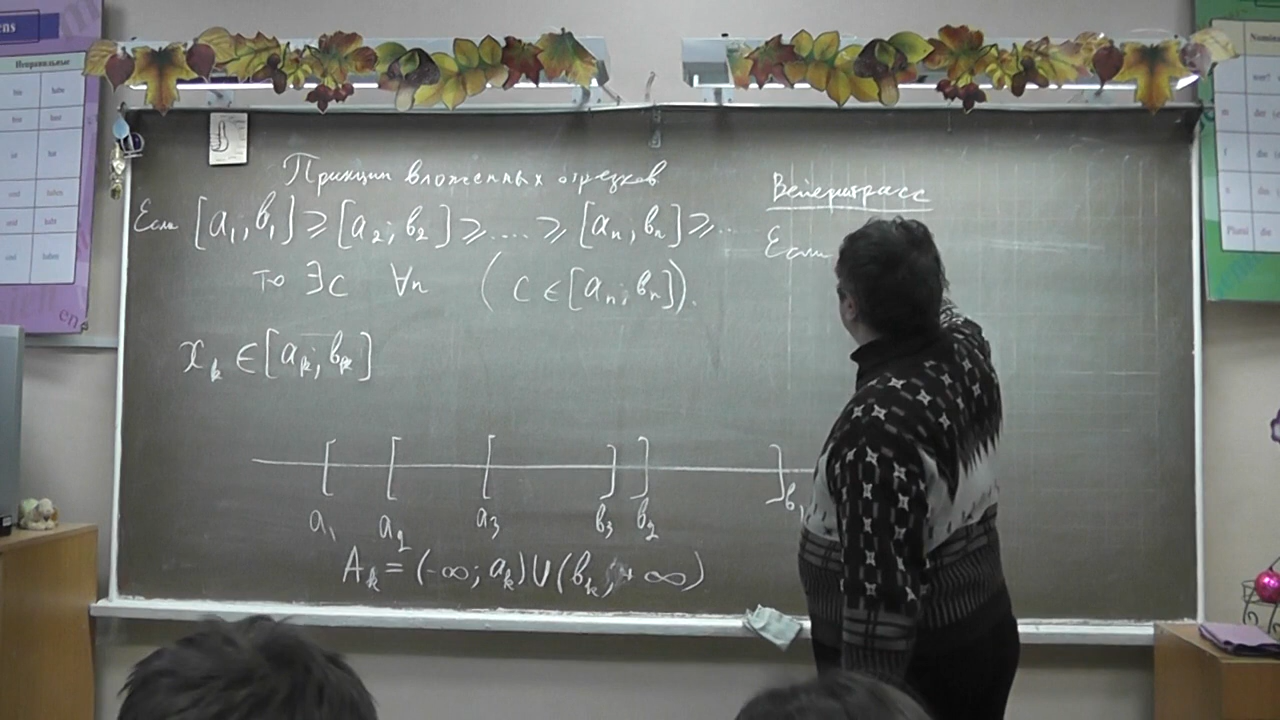 Принцип вложенных отрезков
Если [a₁; b₁] ⩾ [a₂; b₂] ⩾ .... ⩾ [aₙ, bₙ] ⩾ ..
то ∃c ∀n (c ∈ [aₙ; bₙ]).
xₖ ∈ [aₖ; bₖ]
a₁ a₂ a₃ b₃ b₂ b₁
Aₖ = (-∞; aₖ) ∪ (bₖ; +∞)
Вейерштрасс
Если
Неправильные